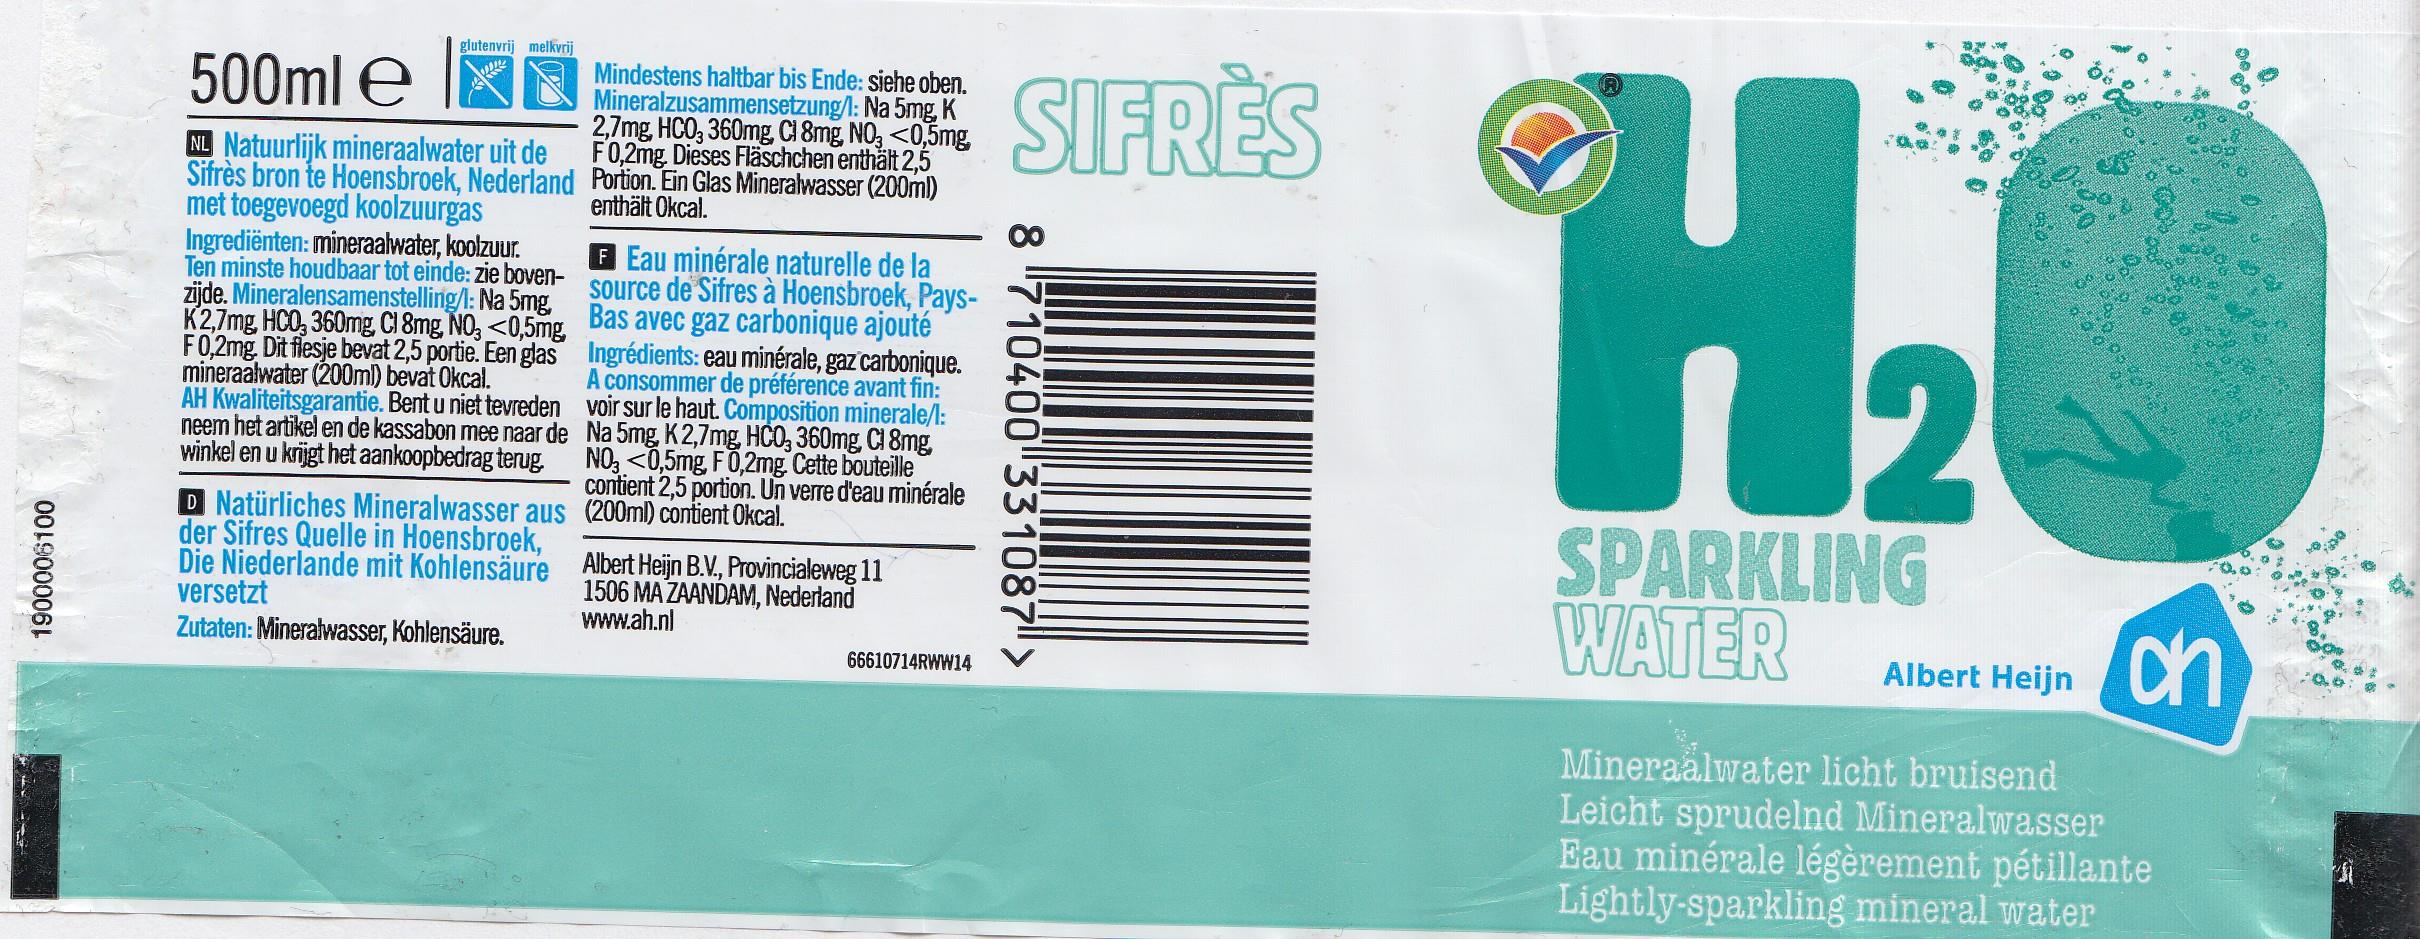 500ml ℮
glutenvrij melkvrij
NL Natuurlijk mineraalwater uit de
Sifrès bron te Hoensbroek, Nederland
met toegevoegd koolzuurgas
Ingrediënten: mineraalwater, koolzuur.
Ten minste houdbaar tot einde: zie boven-
zijde. Mineralensamenstelling/l: Na 5mg,
K 2,7mg, HCO₃ 360mg, Cl 8mg, NO₃ <0,5mg,
F 0,2mg. Dit flesje bevat 2,5 portie. Een glas
mineraalwater (200ml) bevat 0kcal.
AH Kwaliteitsgarantie. Bent u niet tevreden
neem het artikel en de kassabon mee naar de
winkel en u krijgt het aankoopbedrag terug.
D Natürliches Mineralwasser aus
der Sifres Quelle in Hoensbroek,
Die Niederlande mit Kohlensäure
versetzt
Zutaten: Mineralwasser, Kohlensäure.
Mindestens haltbar bis Ende: siehe oben.
Mineralzusammensetzung/l: Na 5mg, K
2,7mg, HCO₃ 360mg, Cl 8mg, NO₃ <0,5mg,
F 0,2mg. Dieses Fläschchen enthält 2,5
Portion. Ein Glas Mineralwasser (200ml)
enthält 0kcal.
F Eau minérale naturelle de la
source de Sifres à Hoensbroek, Pays-
Bas avec gaz carbonique ajouté
Ingrédients: eau minérale, gaz carbonique.
A consommer de préférence avant fin:
voir sur le haut. Composition minerale/l:
Na 5mg, K 2,7mg, HCO₃ 360mg, Cl 8mg,
NO₃ <0,5mg, F 0,2mg. Cette bouteille
contient 2,5 portion. Un verre d'eau minérale
(200ml) contient 0kcal.
Albert Heijn B.V., Provincialeweg 11
1506 MA ZAANDAM, Nederland
www.ah.nl
66610714RWW14
1900006100
SIFRÈS
8 710400 331087 >
®
H2O
SPARKLING
WATER
Albert Heijn
ah
Mineraalwater licht bruisend
Leicht sprudelnd Mineralwasser
Eau minérale légèrement pétillante
Lightly-sparkling mineral water